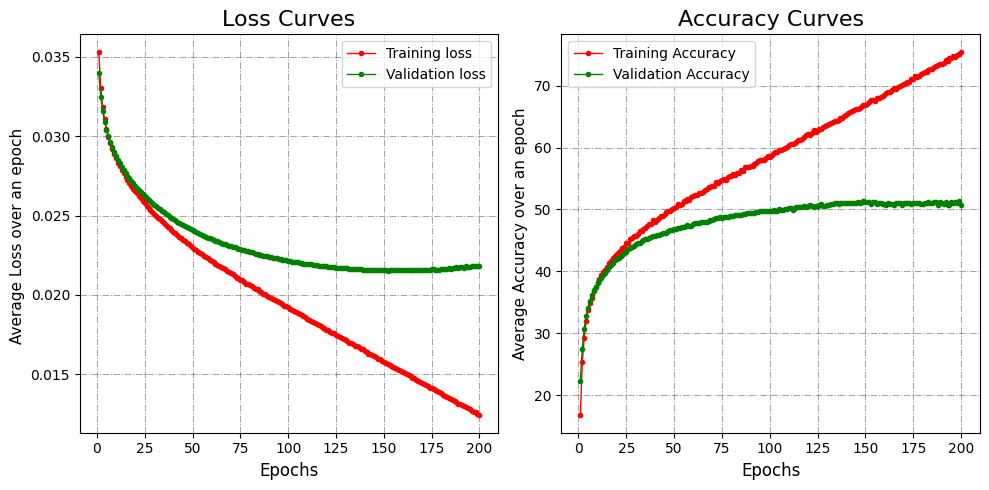 Loss Curves
Average Loss over an epoch
0.035
0.030
0.025
0.020
0.015
Training loss
Validation loss
0 25 50 75 100 125 150 175 200
Epochs
Accuracy Curves
Average Accuracy over an epoch
70
60
50
40
30
20
Training Accuracy
Validation Accuracy
0 25 50 75 100 125 150 175 200
Epochs